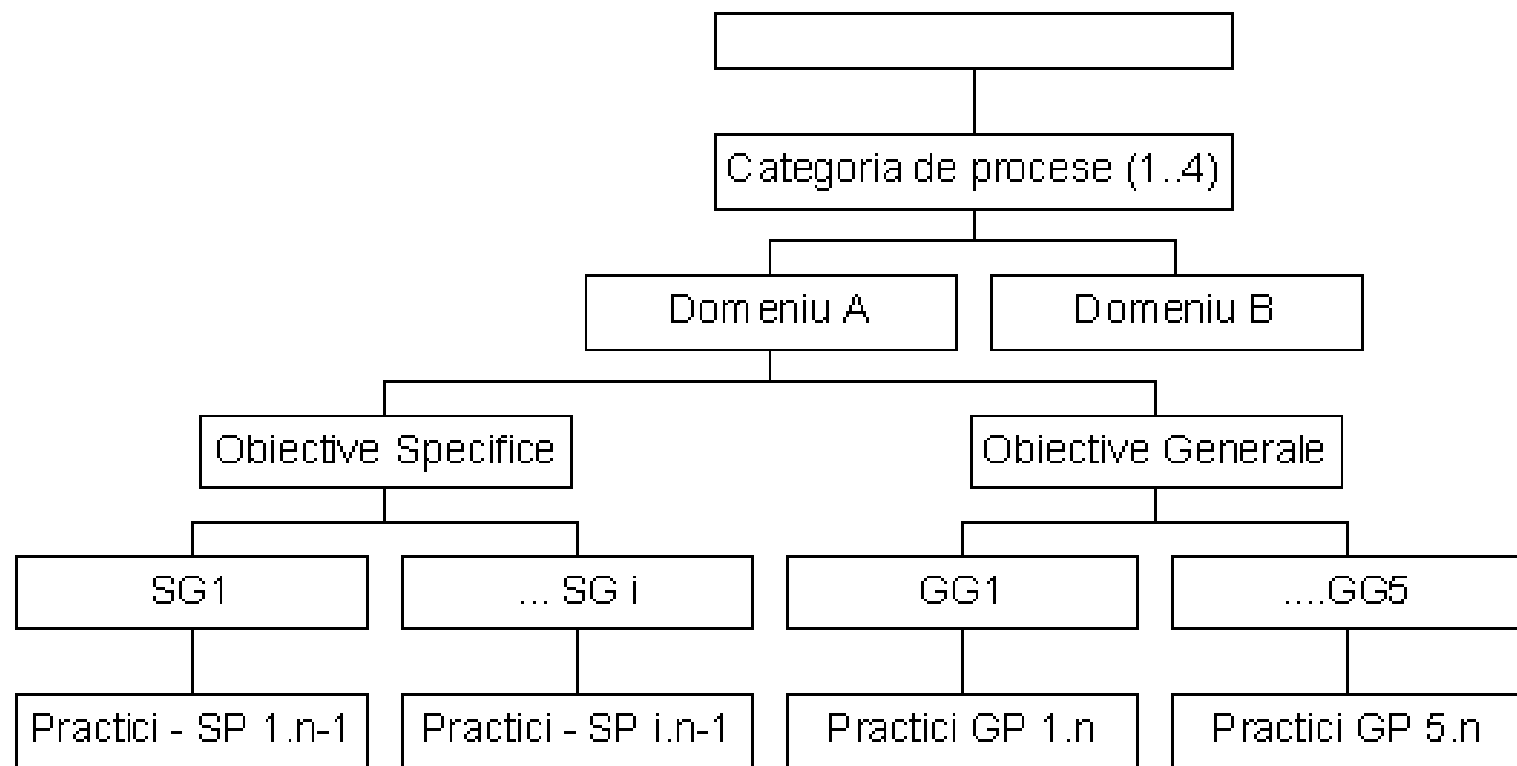 Categoria de procese (1..4)
Domeniu A
Domeniu B
Obiective Specifice
Obiective Generale
SG1
... SG i
GG1
....GG5
Practici - SP 1.n-1
Practici - SP i.n-1
Practici GP 1.n
Practici GP 5.n